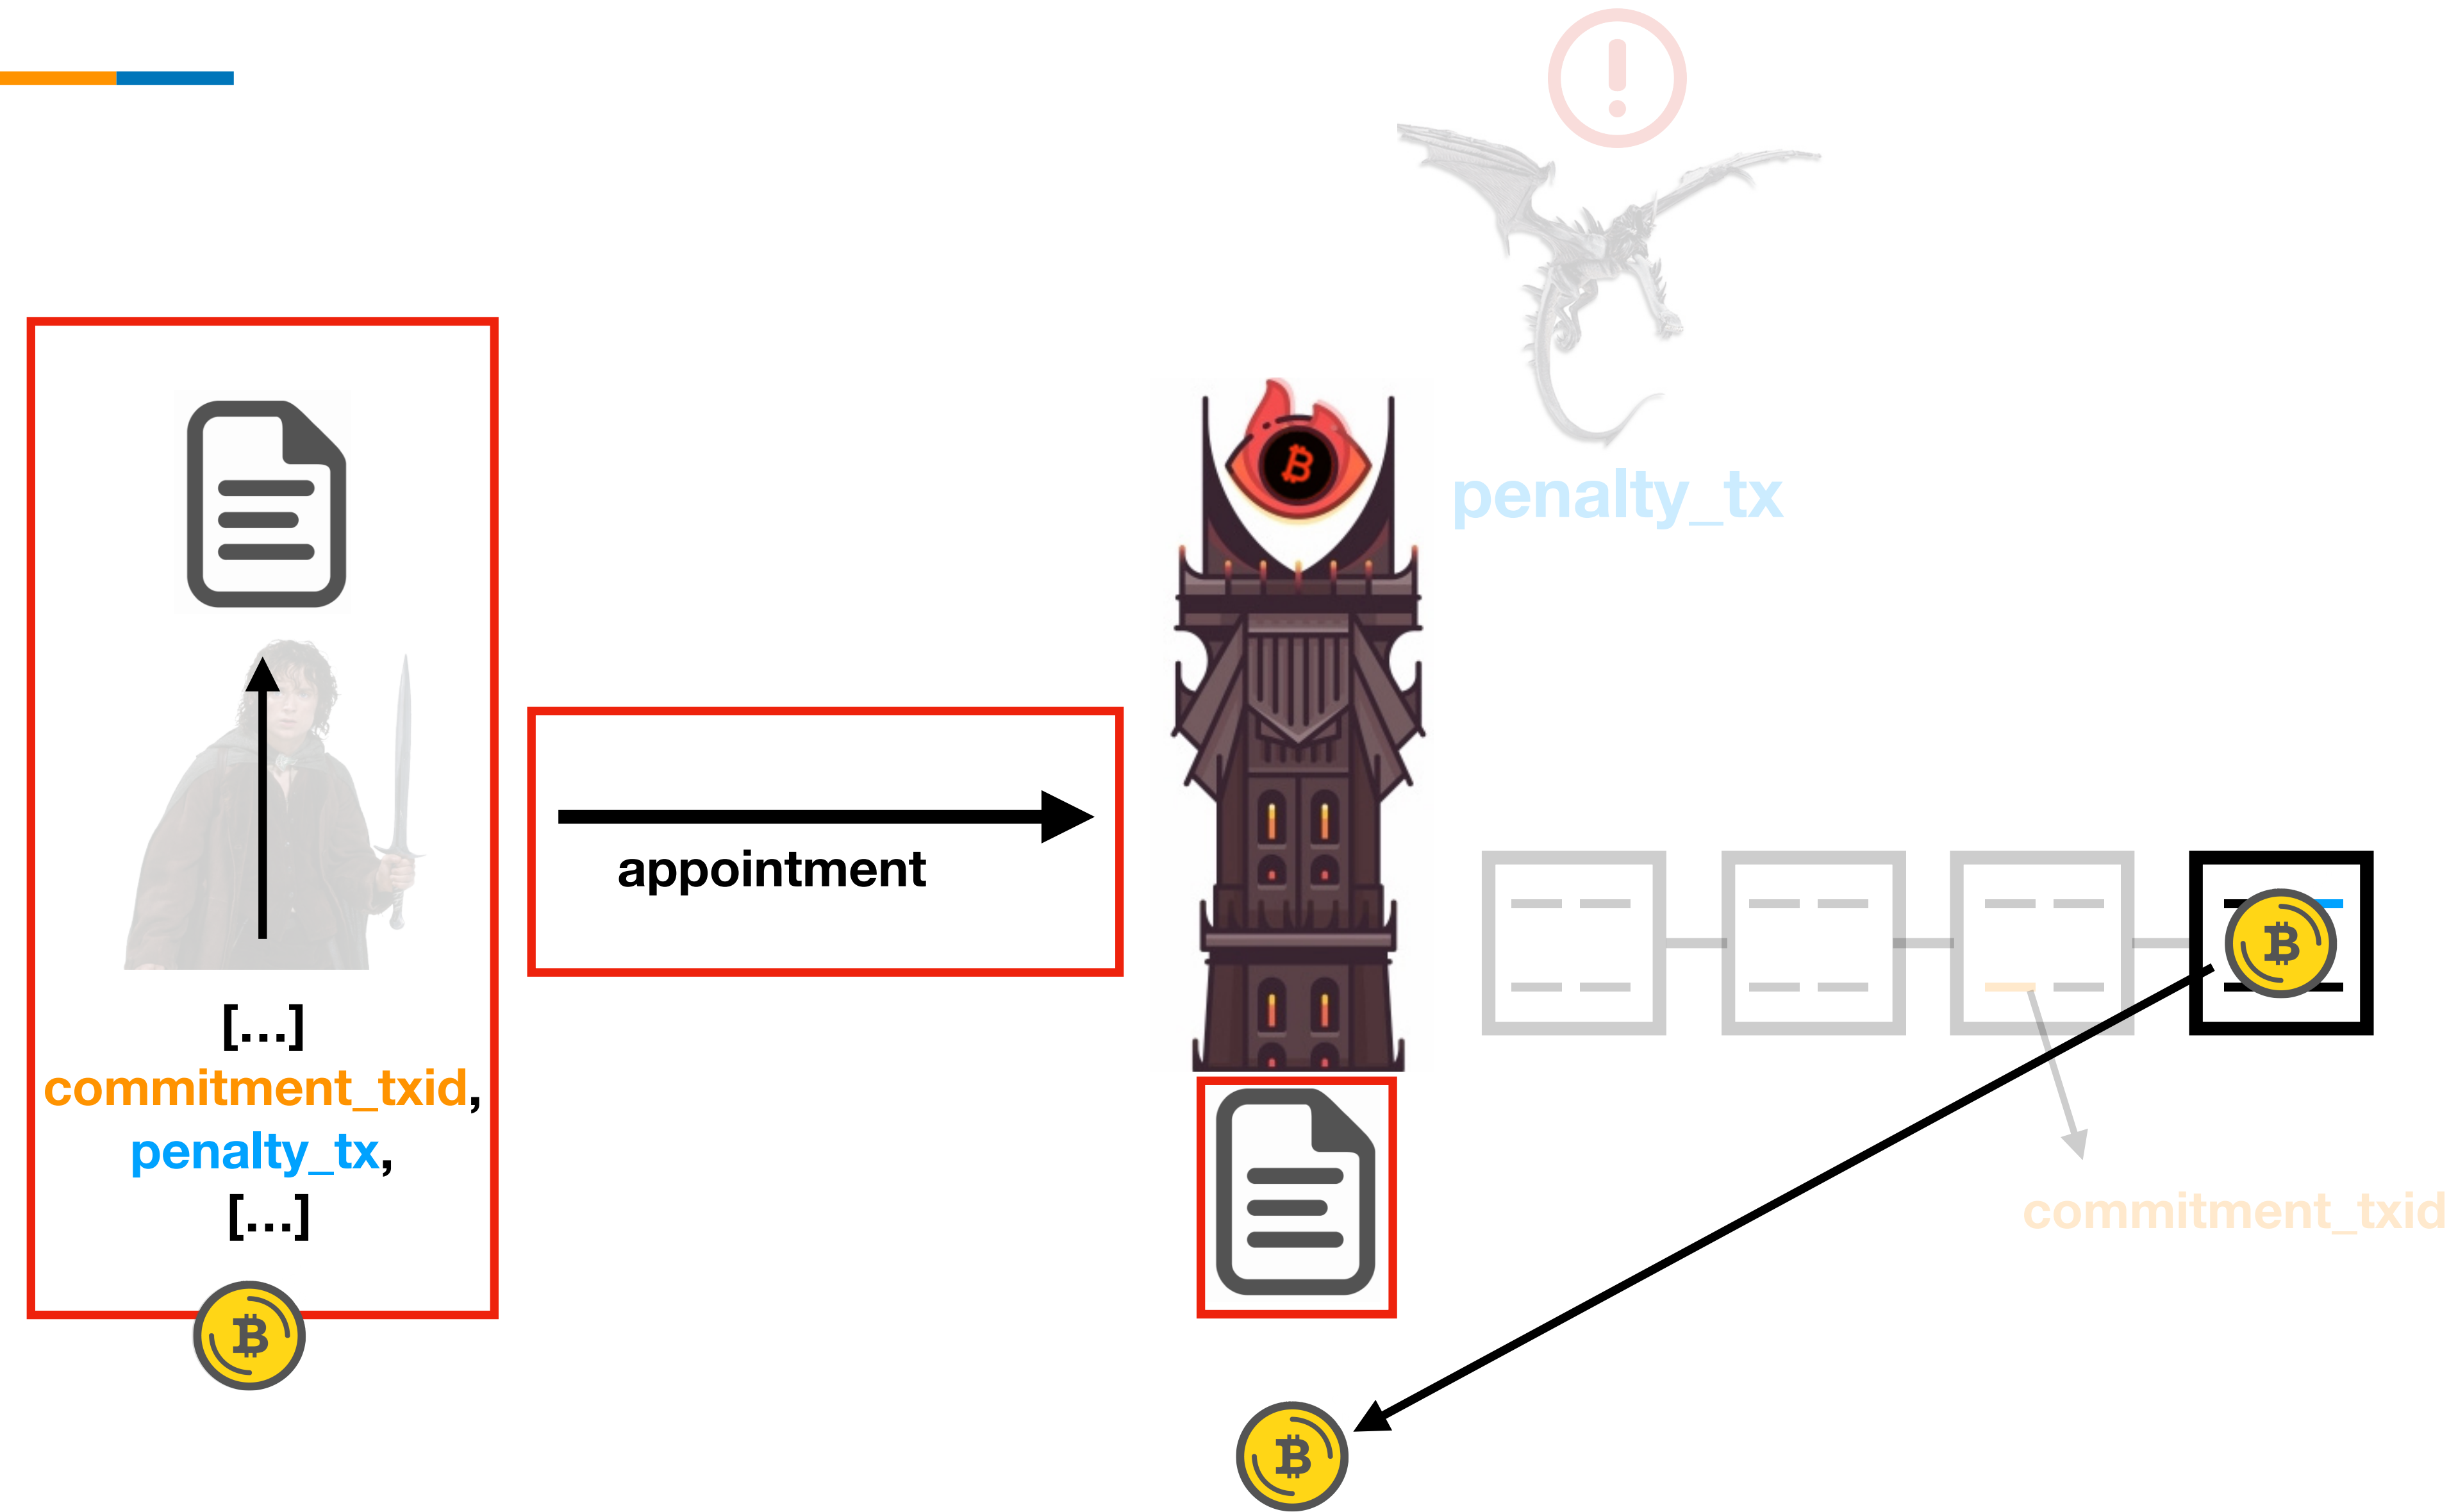 penalty_tx
appointment
[...]
commitment_txid,
penalty_tx,
[...]
commitment_txid